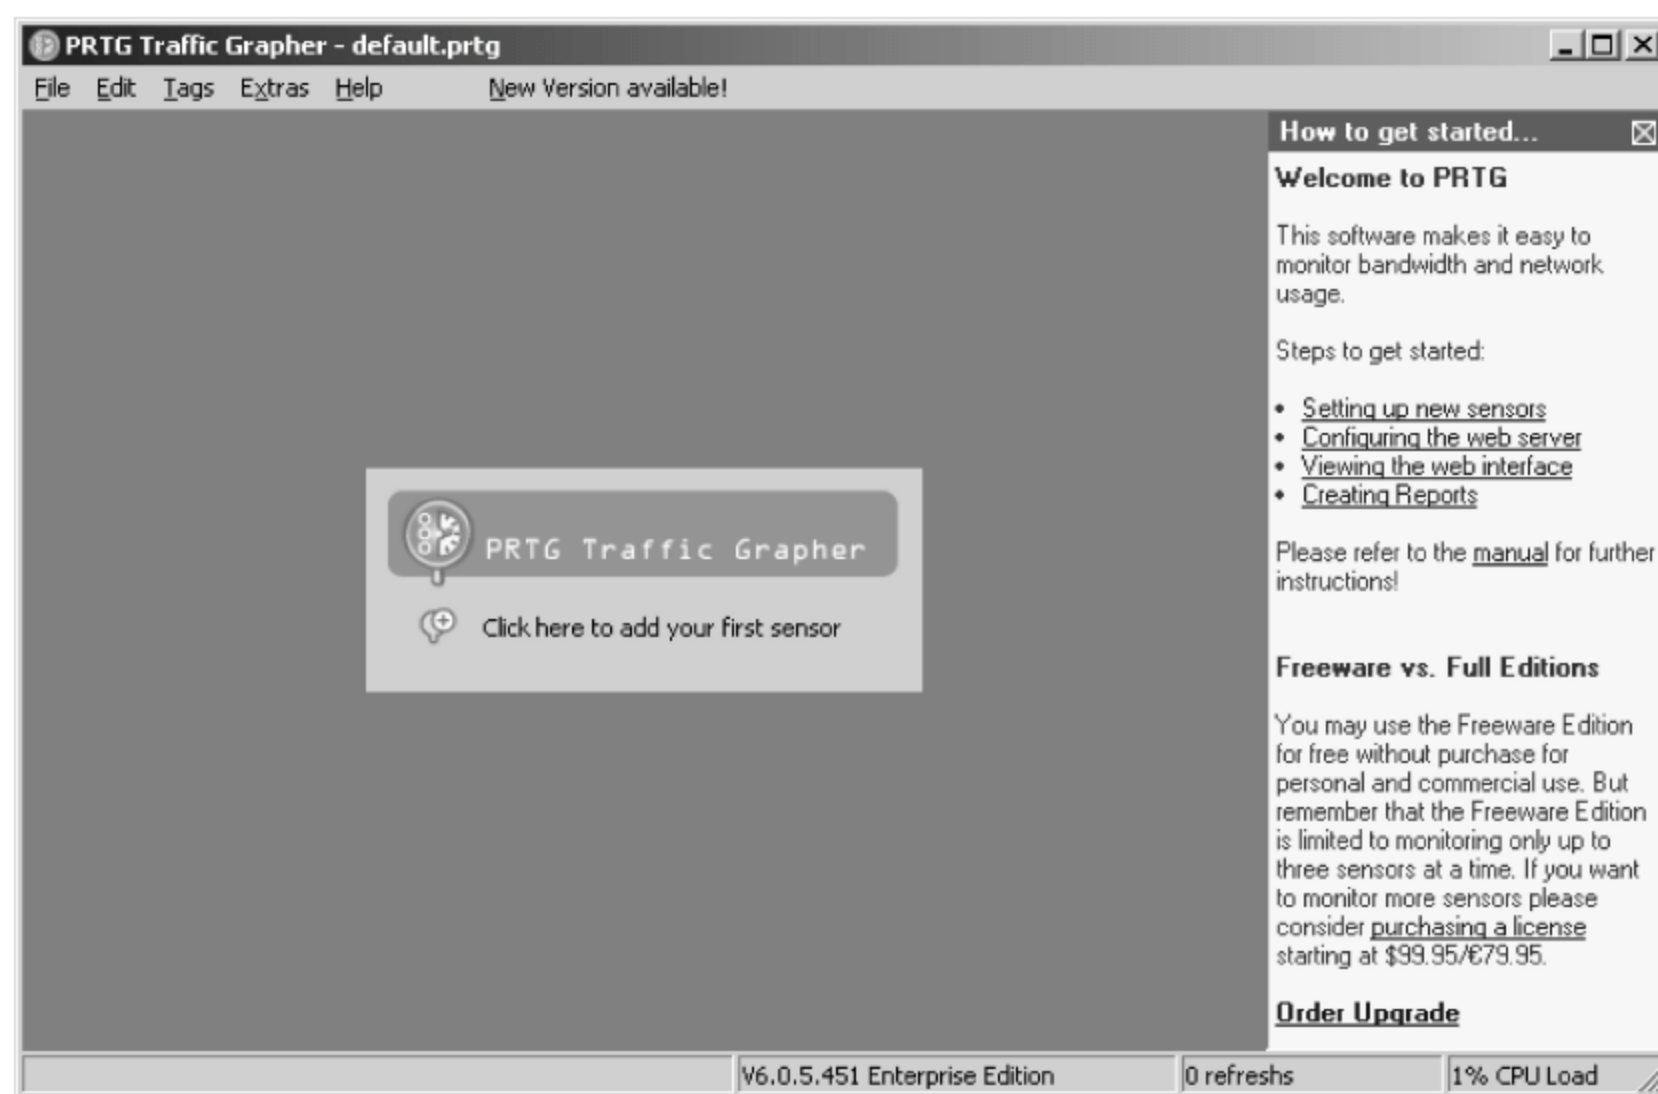 PRTG Traffic Grapher - default.prtg
File Edit Tags Extras Help New Version available!
How to get started...
Welcome to PRTG
This software makes it easy to
monitor bandwidth and network
usage.
Steps to get started:
• Setting up new sensors
• Configuring the web server
• Viewing the web interface
• Creating Reports
Please refer to the manual for further
instructions!
PRTG Traffic Grapher
Click here to add your first sensor
Freeware vs. Full Editions
You may use the Freeware Edition
for free without purchase for
personal and commercial use. But
remember that the Freeware Edition
is limited to monitoring only up to
three sensors at a time. If you want
to monitor more sensors please
consider purchasing a license
starting at $99.95/€79.95.
Order Upgrade
V6.0.5.451 Enterprise Edition
0 refreshs
1% CPU Load